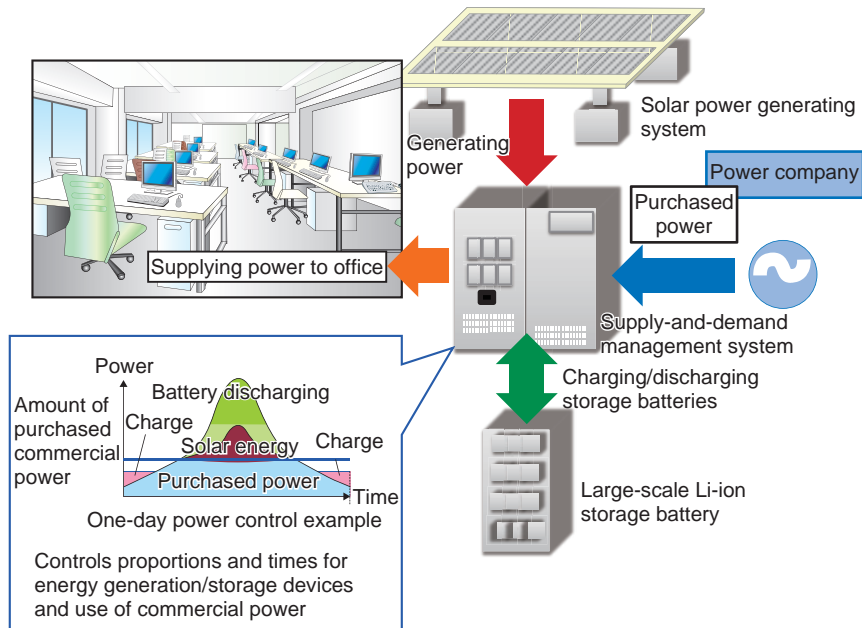 Generating
power
Solar power generating
system
Power company
Purchased
power
Supplying power to office
Supply-and-demand
management system
Charging/discharging
storage batteries
Large-scale Li-ion
storage battery
Power
Amount of
purchased
commercial
power
Battery discharging
Charge
Solar energy
Charge
Purchased power
Time
One-day power control example
Controls proportions and times for
energy generation/storage devices
and use of commercial power